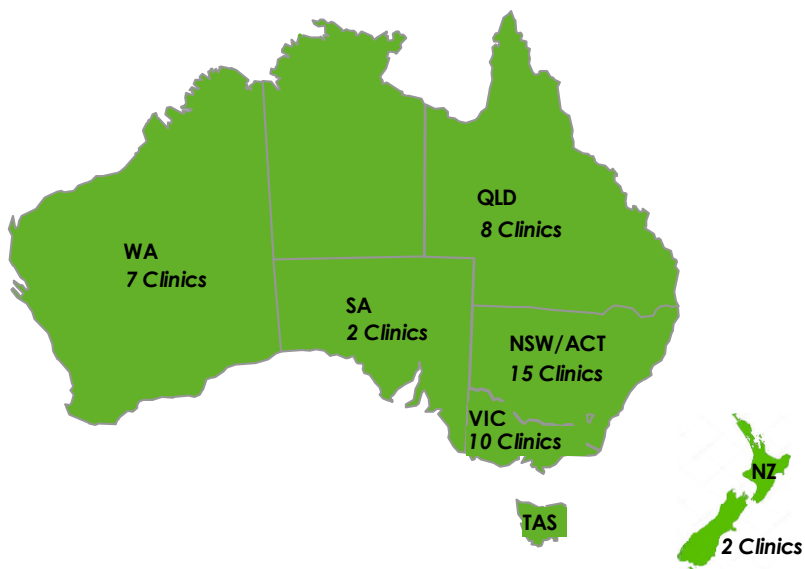 QLD
8 Clinics
WA
7 Clinics
SA
2 Clinics
NSW/ACT
15 Clinics
VIC
10 Clinics
NZ
TAS
2 Clinics